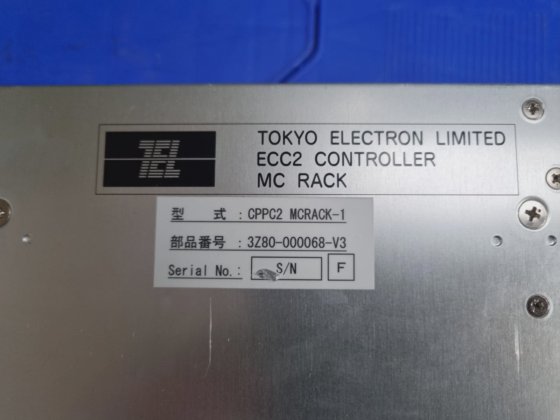 TEL
TOKYO ELECTRON LIMITED
ECC2 CONTROLLER
MC RACK
型 式 : CPPC2 MCRACK-1
部品番号 : 3Z80-000068-V3
Serial No.: S/N F